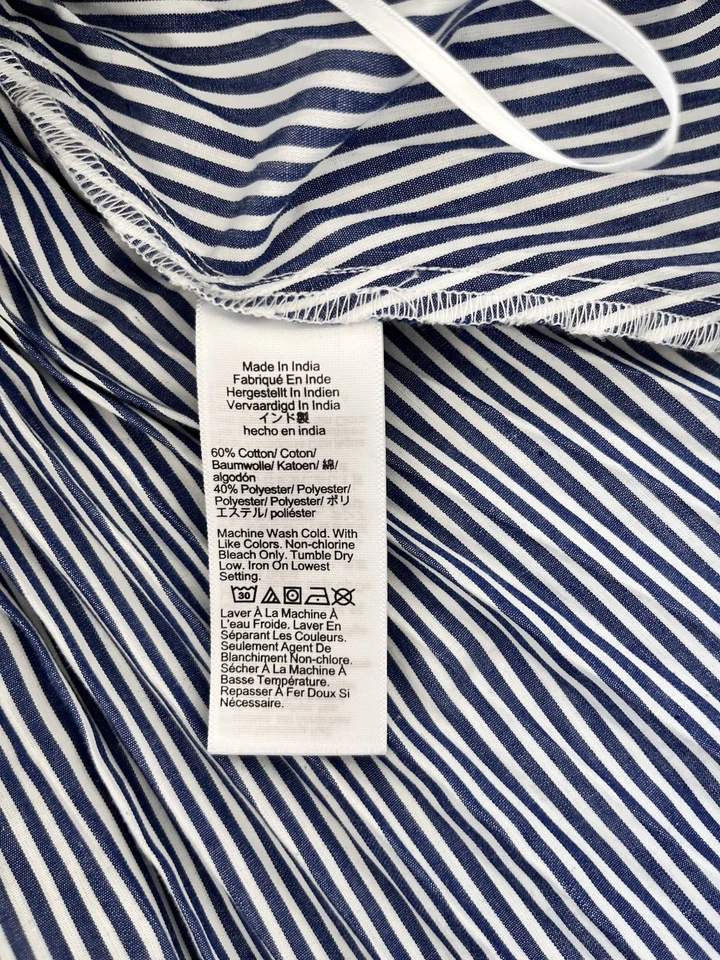 Made In India
Fabriqué En Inde
Hergestellt In Indien
Vervaardigd In India
インド製
hecho en india
60% Cotton/ Coton/
Baumwolle/ Katoen/ 綿/
algodón
40% Polyester/ Polyester/
Polyester/ Polyester/ ポリ
エステル/ poliéster
Machine Wash Cold. With
Like Colors. Non-chlorine
Bleach Only. Tumble Dry
Low. Iron On Lowest
Setting.
30
Laver À La Machine À
L'eau Froide. Laver En
Séparant Les Couleurs.
Seulement Agent De
Blanchiment Non-chlore.
Sécher À La Machine À
Basse Température.
Repasser À Fer Doux Si
Nécessaire.